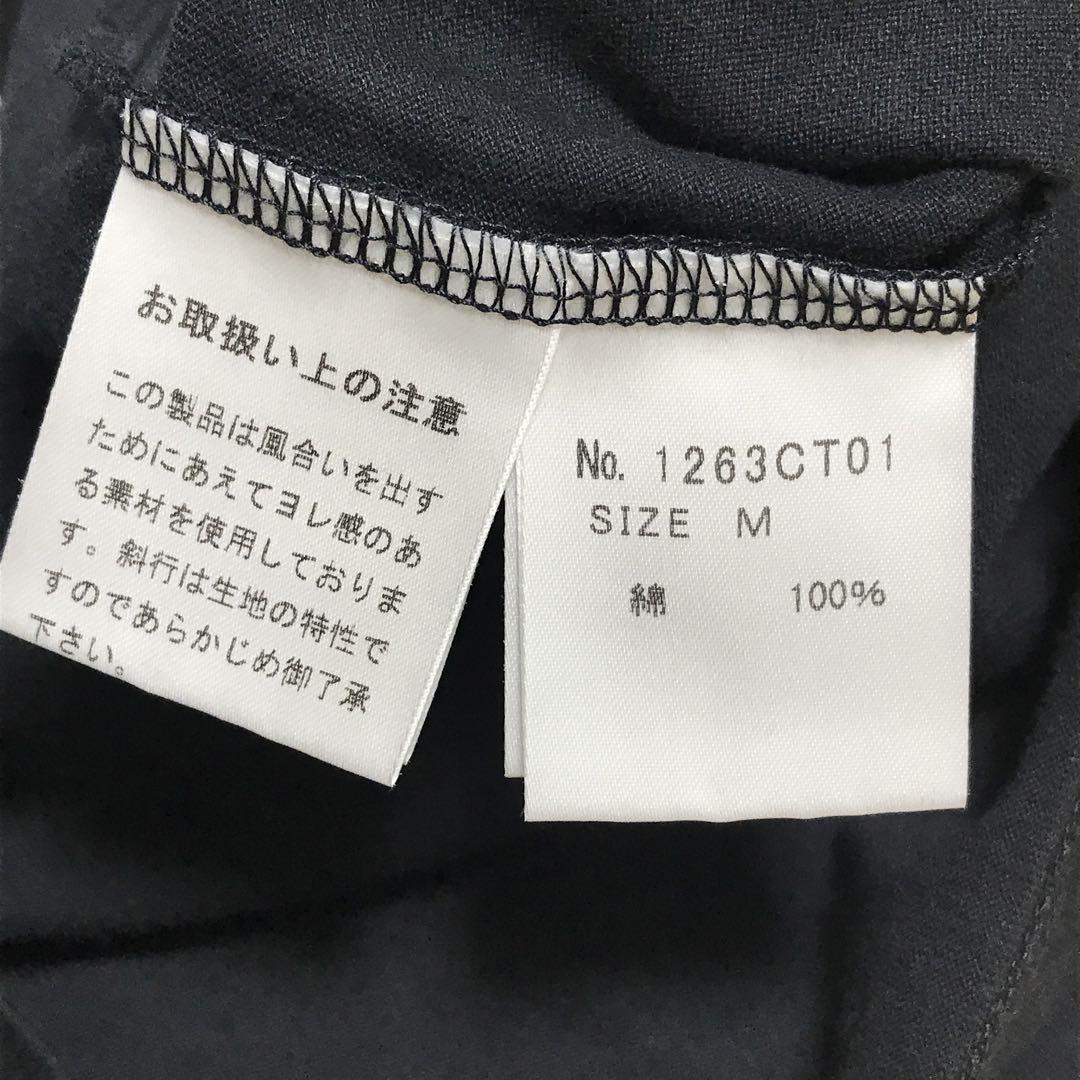 お取扱い上の注意
この製品は風合いを出す
ためにあえてヨレ感のあ
る素材を使用しておりま
す。斜行は生地の特性で
すのであらかじめ御了承
下さい。
No. 1263CT01
SIZE M
綿 100%